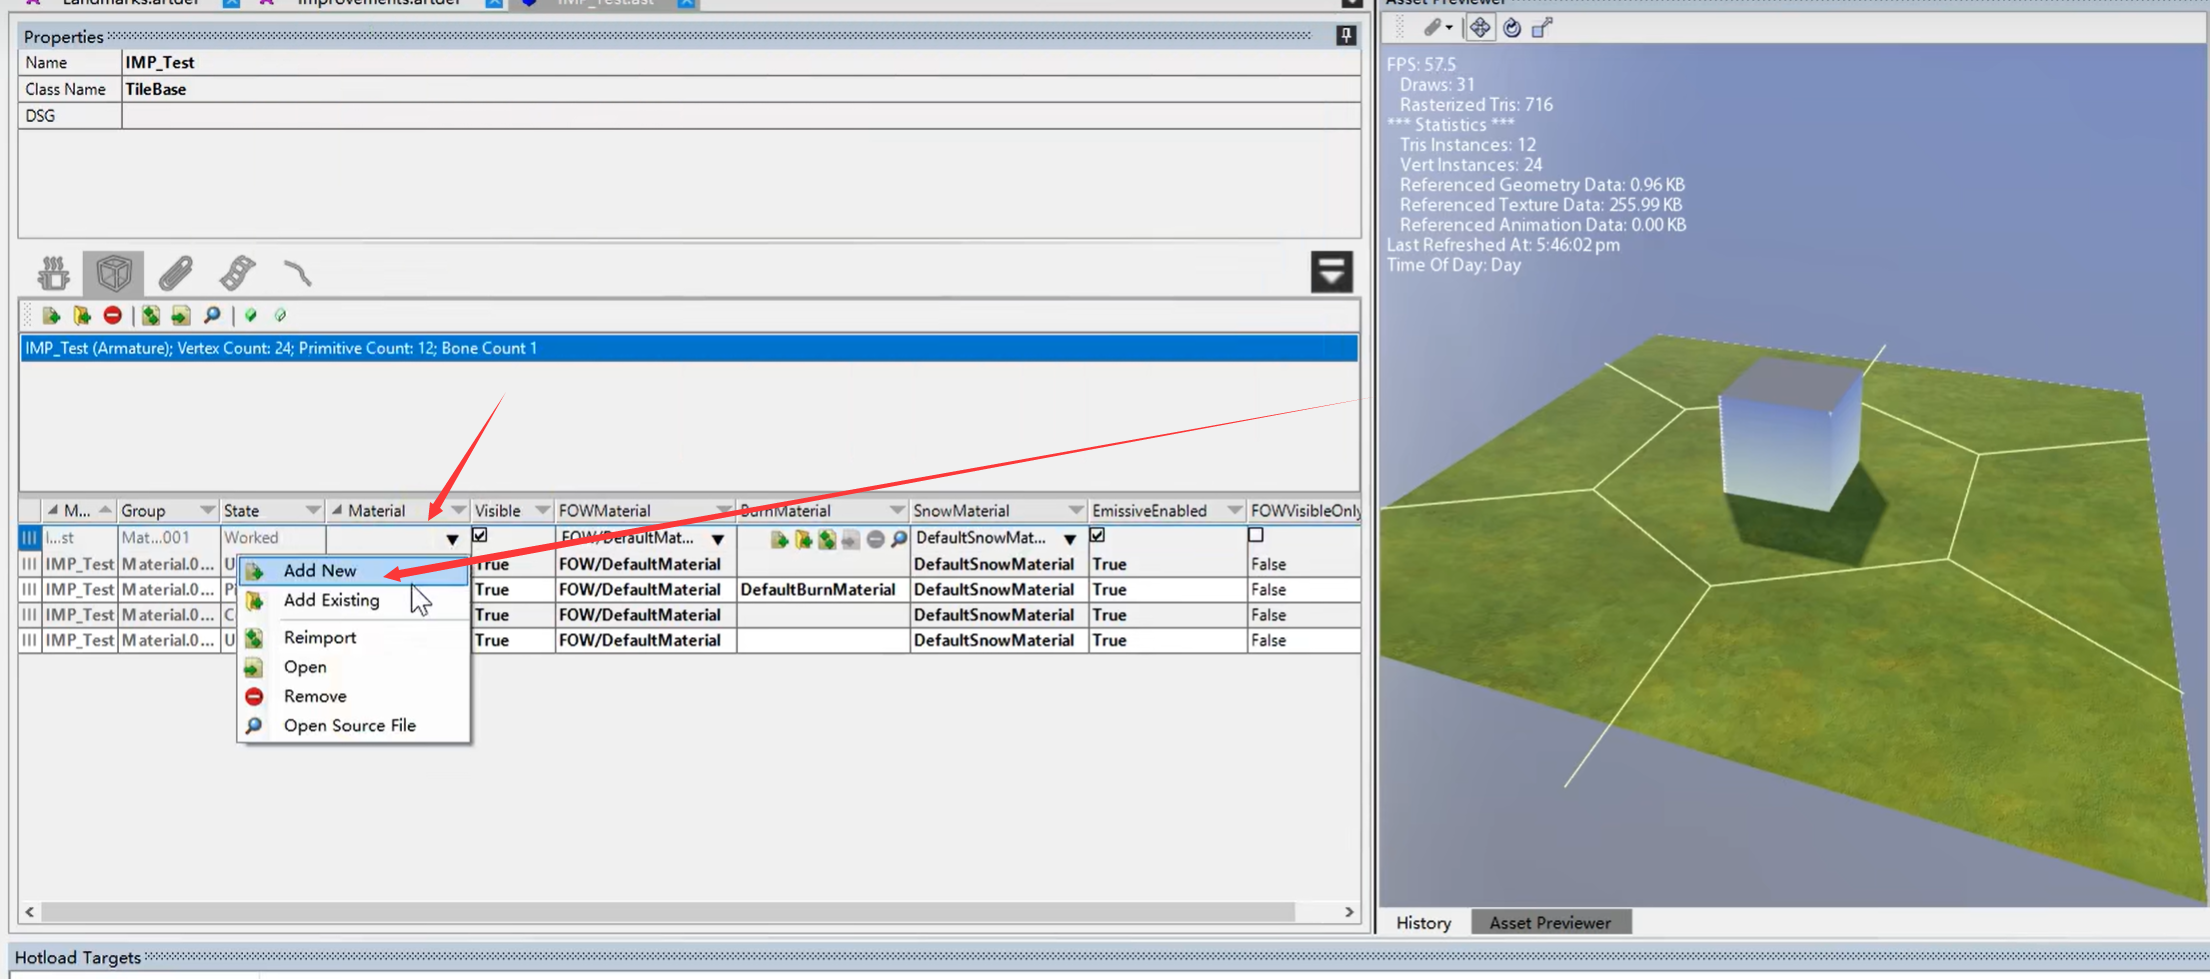 Landmarks.artdef
Improvements.artdef
IMP_Test.ast
Properties
Name IMP_Test
Class Name TileBase
DSG
IMP_Test (Armature); Vertex Count: 24; Primitive Count: 12; Bone Count 1
M... Group State Material Visible FOWMaterial BurnMaterial SnowMaterial EmissiveEnabled FOWVisibleOnly
I...st Mat...001 Worked FOW/DefaultMat... DefaultSnowMat...
IMP_Test Material.0... U True FOW/DefaultMaterial DefaultSnowMaterial True False
IMP_Test Material.0... Pi True FOW/DefaultMaterial DefaultBurnMaterial DefaultSnowMaterial True False
IMP_Test Material.0... C True FOW/DefaultMaterial DefaultSnowMaterial True False
IMP_Test Material.0... U True FOW/DefaultMaterial DefaultSnowMaterial True False
Add New
Add Existing
Reimport
Open
Remove
Open Source File
Hotload Targets
Asset Previewer
FPS: 57.5
Draws: 31
Rasterized Tris: 716
*** Statistics ***
Tris Instances: 12
Vert Instances: 24
Referenced Geometry Data: 0.96 KB
Referenced Texture Data: 255.99 KB
Referenced Animation Data: 0.00 KB
Last Refreshed At: 5:46:02 pm
Time Of Day: Day
History
Asset Previewer